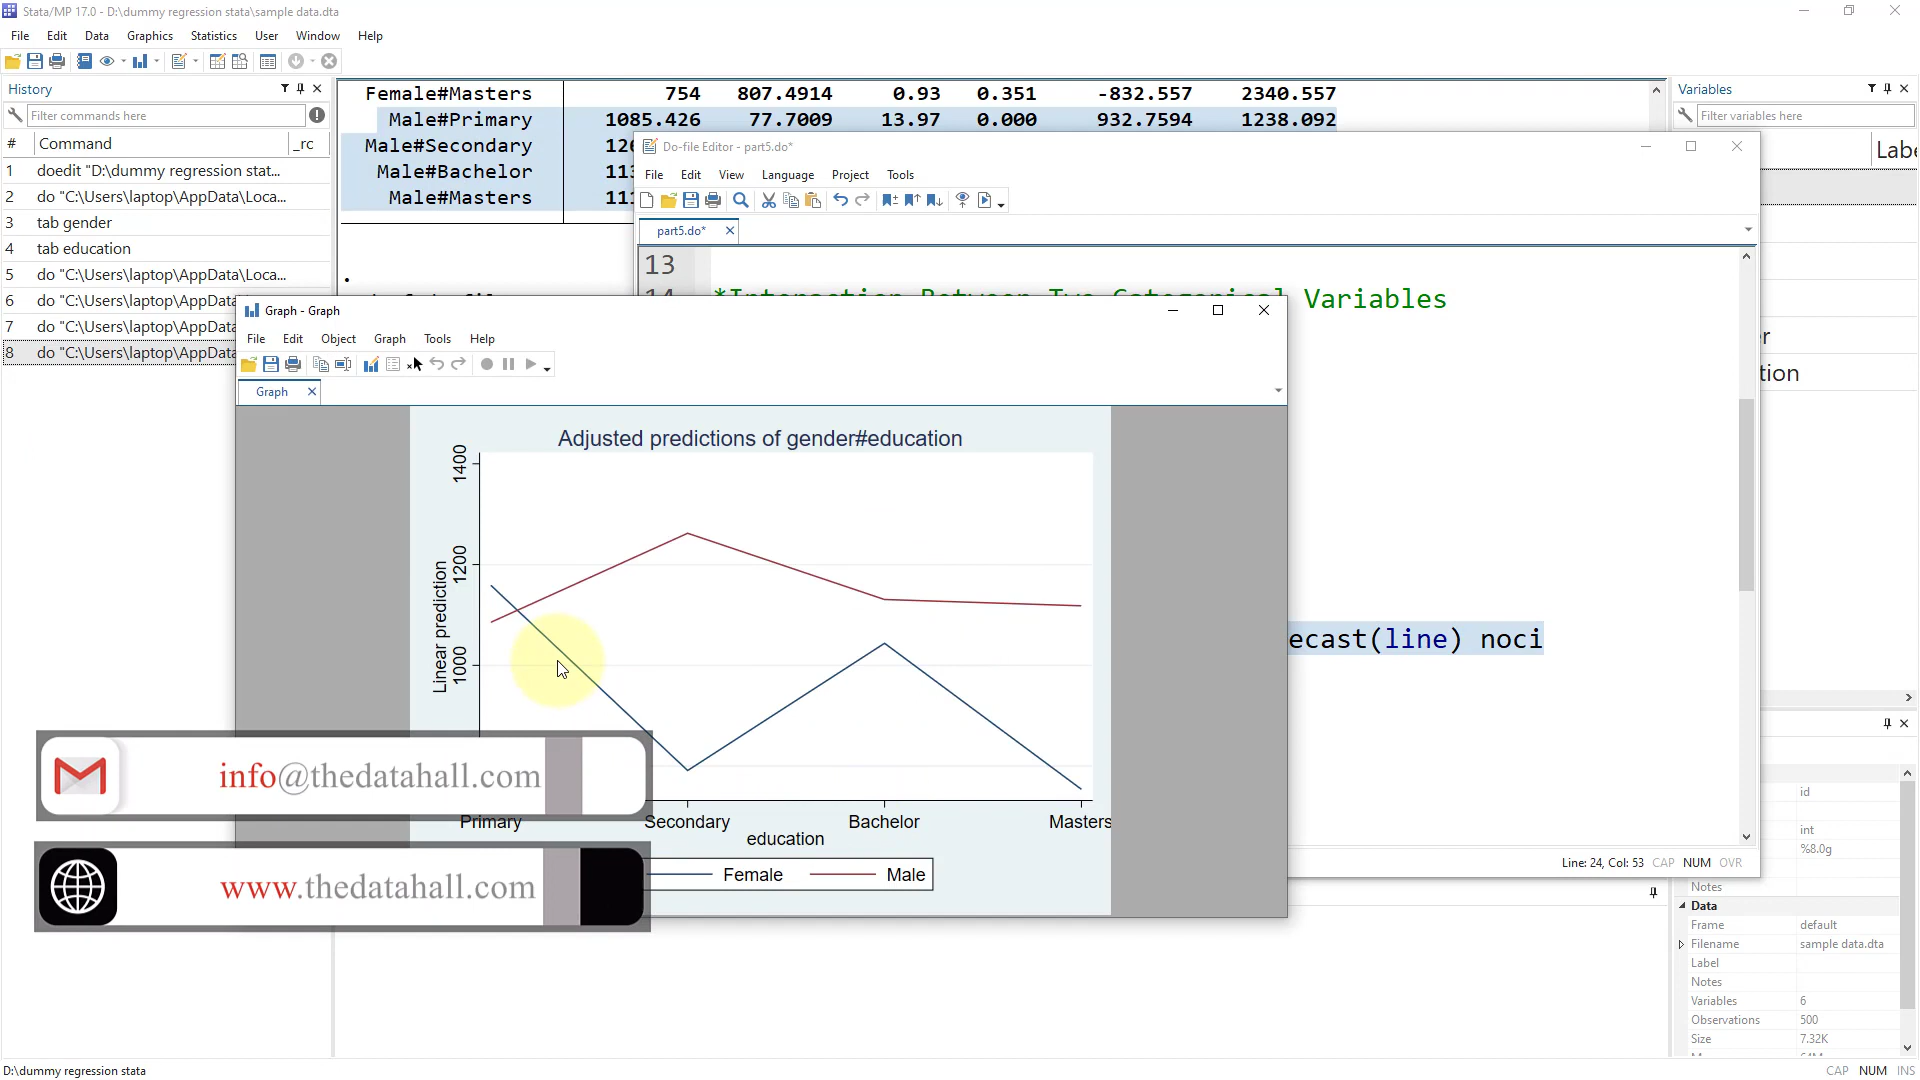 Stata/MP 17.0 - D:\dummy regression stata\sample data.dta
File Edit Data Graphics Statistics User Window Help
History
Filter commands here
# Command _rc
1 doedit "D:\dummy regression stat...
2 do "C:\Users\laptop\AppData\Loca...
3 tab gender
4 tab education
5 do "C:\Users\laptop\AppData\Loca...
6 do "C:\Users\laptop\AppData
7 do "C:\Users\laptop\AppData
8 do "C:\Users\laptop\AppData
Female#Masters 754 807.4914 0.93 0.351 -832.557 2340.557
Male#Primary 1085.426 77.7009 13.97 0.000 932.7594 1238.092
Male#Secondary 126
Male#Bachelor 113
Male#Masters 111
.
Do-file Editor - part5.do*
File Edit View Language Project Tools
part5.do*
13
14 *Interaction Between Two Categorical Variables
ecast(line) noci
Line: 24, Col: 53 CAP NUM OVR
Graph - Graph
File Edit Object Graph Tools Help
Graph
Adjusted predictions of gender#education
Linear prediction
1400
1200
1000
Primary Secondary Bachelor Masters
education
Female Male
info@thedatahall.com
www.thedatahall.com
Variables
Filter variables here
Labe
r
tion
id
int
%8.0g
Notes
Data
Frame default
Filename sample data.dta
Label
Notes
Variables 6
Observations 500
Size 7.32K
D:\dummy regression stata
CAP NUM INS